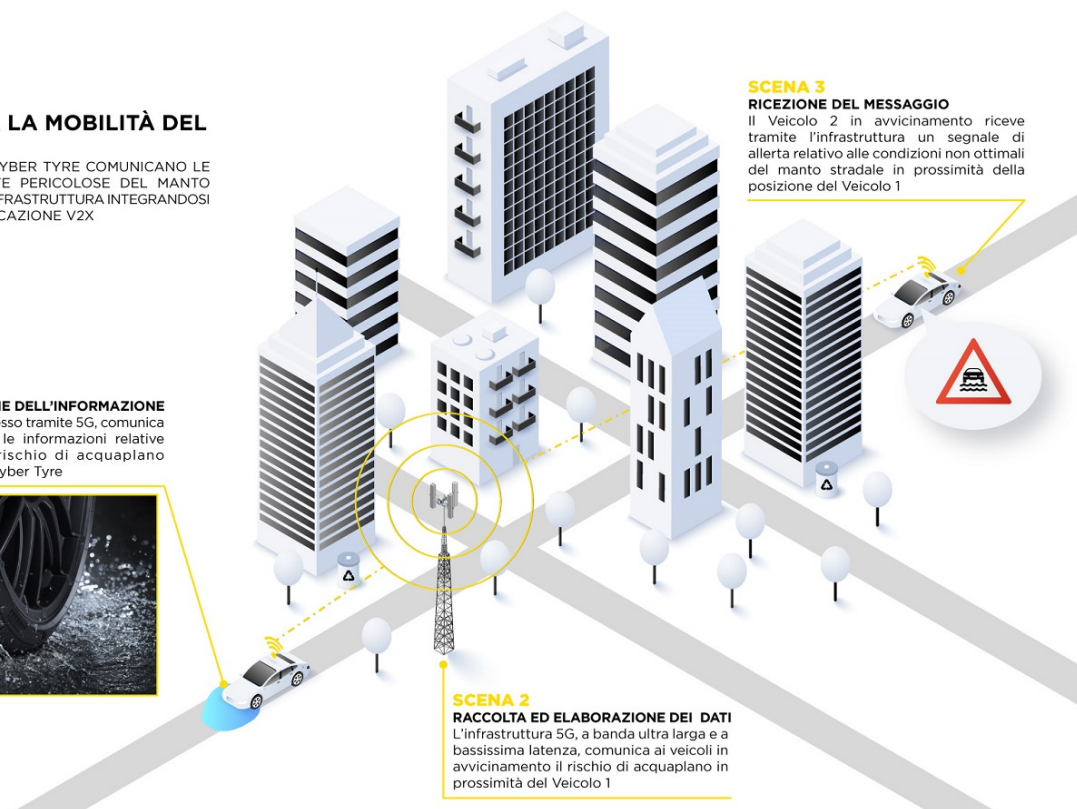 LA MOBILITÀ DEL
YBER TYRE COMUNICANO LE
TE PERICOLOSE DEL MANTO
FRASTRUTTURA INTEGRANDOSI
CAZIONE V2X
SCENA 3
RICEZIONE DEL MESSAGGIO
Il Veicolo 2 in avvicinamento riceve
tramite l'infrastruttura un segnale di
allerta relativo alle condizioni non ottimali
del manto stradale in prossimità della
posizione del Veicolo 1
NE DELL'INFORMAZIONE
esso tramite 5G, comunica
le informazioni relative
rischio di acquaplano
yber Tyre
SCENA 2
RACCOLTA ED ELABORAZIONE DEI DATI
L'infrastruttura 5G, a banda ultra larga e a
bassissima latenza, comunica ai veicoli in
avvicinamento il rischio di acquaplano in
prossimità del Veicolo 1